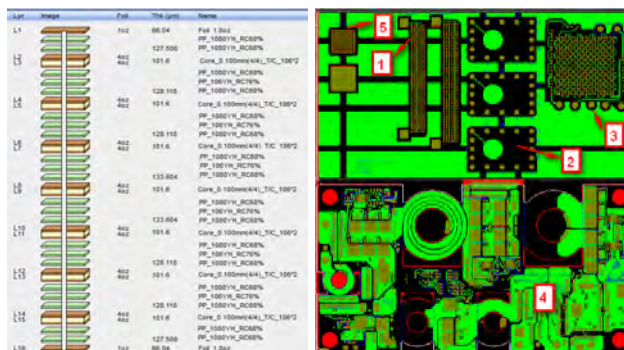 Lyr Image Foil Thk (µm) Name
L1 1oz 66.04 Foil 1.0oz
PP_1080YH_RC68%
127.508 PP_1080YH_RC68%
L2 4oz
L3 4oz 101.6 Core_0.100mm(4/4)_T/C_106*2
PP_1080YH_RC68%
PP_106YH_RC76%
128.118 PP_1080YH_RC68%
L4 4oz
L5 4oz 101.6 Core_0.100mm(4/4)_T/C_106*2
PP_1080YH_RC68%
PP_106YH_RC76%
128.118 PP_1080YH_RC68%
L6 4oz
L7 4oz 101.6 Core_0.100mm(4/4)_T/C_106*2
PP_1080YH_RC68%
PP_106YH_RC76%
133.604 PP_1080YH_RC68%
L8 4oz
L9 4oz 101.6 Core_0.100mm(4/4)_T/C_106*2
PP_1080YH_RC68%
PP_106YH_RC76%
133.604 PP_1080YH_RC68%
L10 4oz
L11 4oz 101.6 Core_0.100mm(4/4)_T/C_106*2
PP_1080YH_RC68%
PP_106YH_RC76%
128.118 PP_1080YH_RC68%
L12 4oz
L13 4oz 101.6 Core_0.100mm(4/4)_T/C_106*2
PP_1080YH_RC68%
PP_106YH_RC76%
128.118 PP_1080YH_RC68%
L14 4oz
L15 4oz 101.6 Core_0.100mm(4/4)_T/C_106*2
PP_1080YH_RC68%
127.508 PP_1080YH_RC68%
L16 1oz 66.04 Foil 1.0oz
5
1
3
2
4